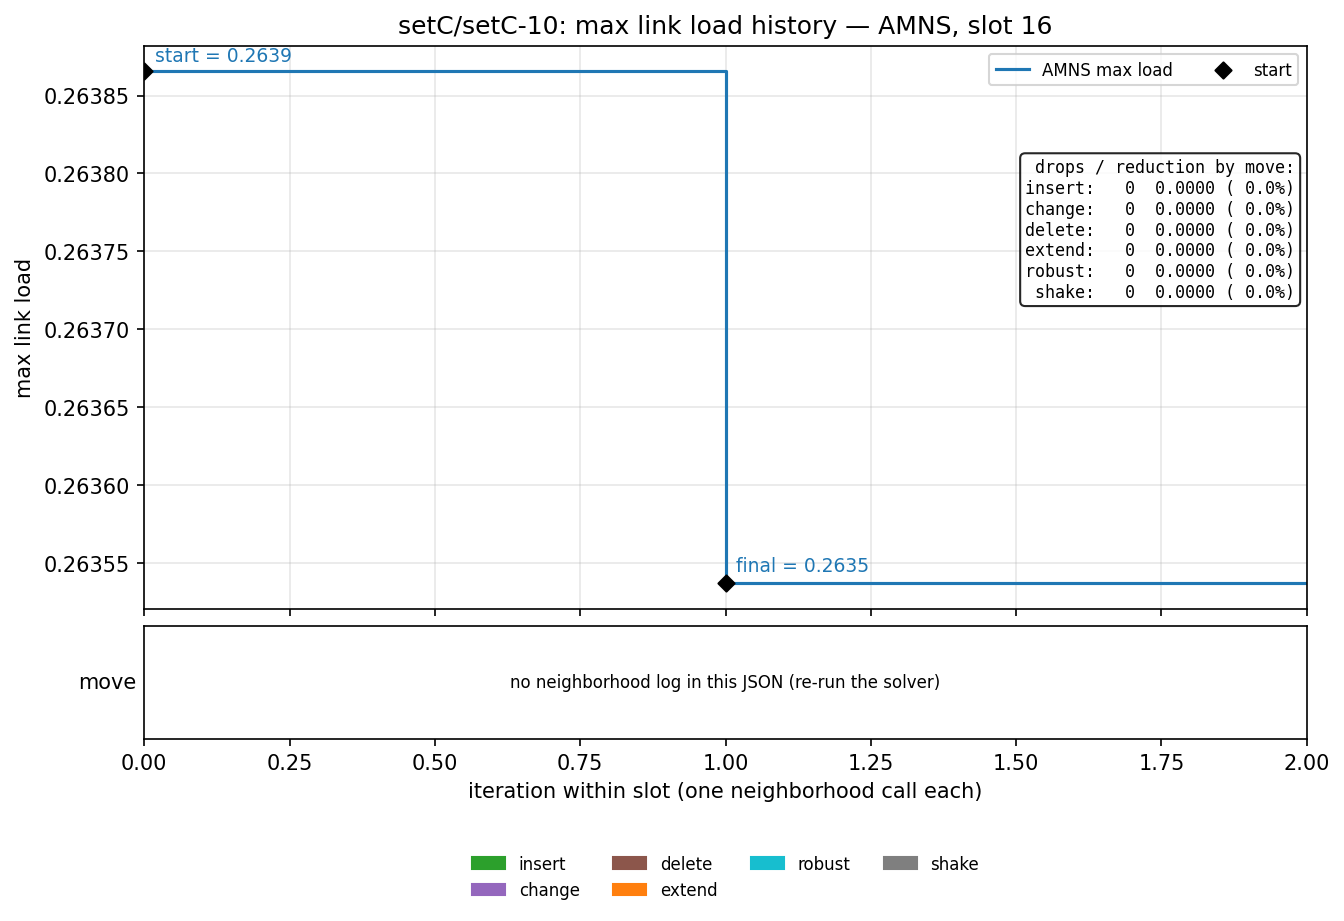 setC/setC-10: max link load history — AMNS, slot 16
start = 0.2639
AMNS max load
start
0.26385
0.26380
0.26375
0.26370
0.26365
0.26360
0.26355
max link load
drops / reduction by move:
insert:   0  0.0000 ( 0.0%)
change:   0  0.0000 ( 0.0%)
delete:   0  0.0000 ( 0.0%)
extend:   0  0.0000 ( 0.0%)
robust:   0  0.0000 ( 0.0%)
shake:   0  0.0000 ( 0.0%)
final = 0.2635
move
no neighborhood log in this JSON (re-run the solver)
0.00 0.25 0.50 0.75 1.00 1.25 1.50 1.75 2.00
iteration within slot (one neighborhood call each)
insert delete robust shake
change extend